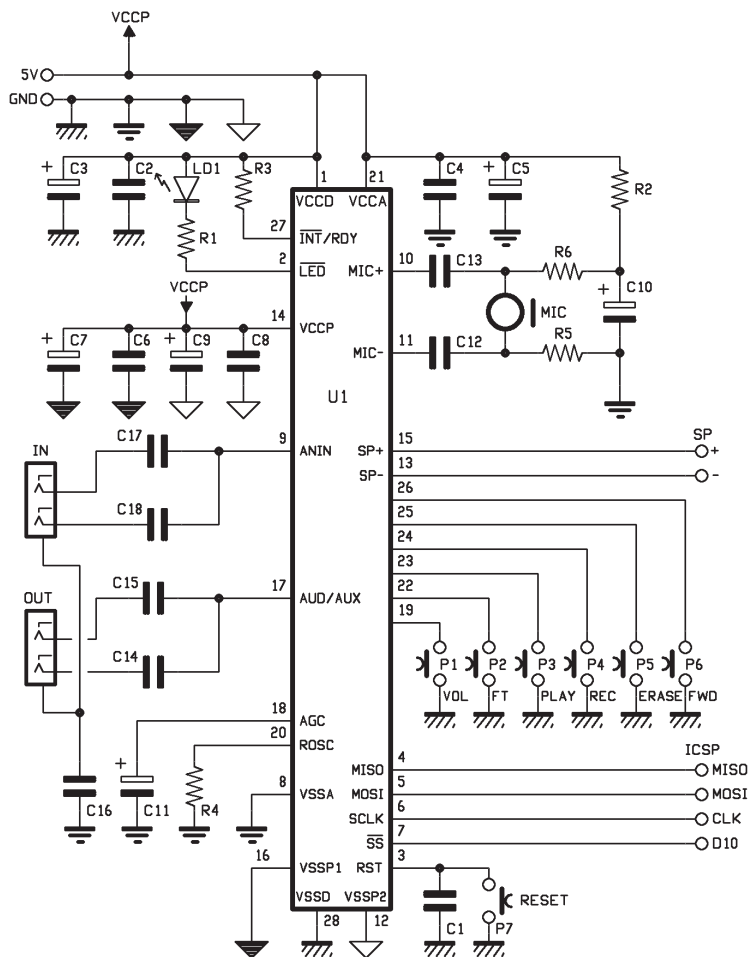 VCCP
5V
GND
C3 C2 LD1 R3 1 21 C4 C5 R2
VCCD VCCA
27 INT/RDY
R1
2 LED MIC+ 10 C13 R6
VCCP
C10
MIC
14 VCCP
C7 C6 C9 C8
MIC- 11 C12 R5
U1
IN C17 9 ANIN SP+ 15 SP +
SP- 13 -
26
C18 25
24
23
OUT C15 17 AUD/AUX 22
19
C14 P1 P2 P3 P4 P5 P6
VOL FT PLAY REC ERASE FWD
18 AGC
20 ROSC
ICSP
MISO 4 MISO
C16 C11 R4 8 VSSA MOSI 5 MOSI
SCLK 6 CLK
SS 7 D10
16 VSSP1 RST 3
VSSD VSSP2
28 12 C1 P7 RESET
+
+
+
+
+
+